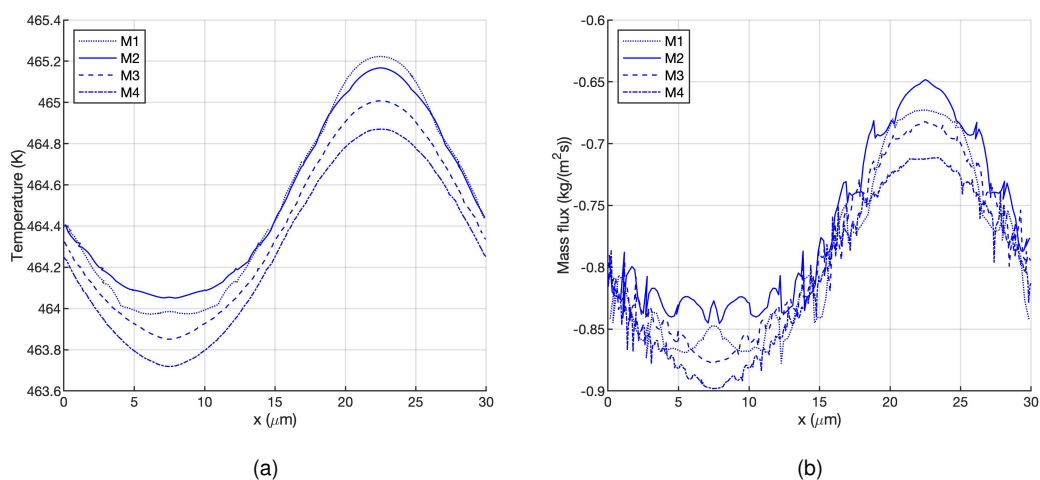 465.4
465.2
465
464.8
464.6
464.4
464.2
464
463.8
463.6
Temperature (K)
M1
M2
M3
M4
0
5
10
15
20
25
30
x (μm)
(a)
-0.6
-0.65
-0.7
-0.75
-0.8
-0.85
-0.9
Mass flux (kg/(m²s))
M1
M2
M3
M4
0
5
10
15
20
25
30
x (μm)
(b)